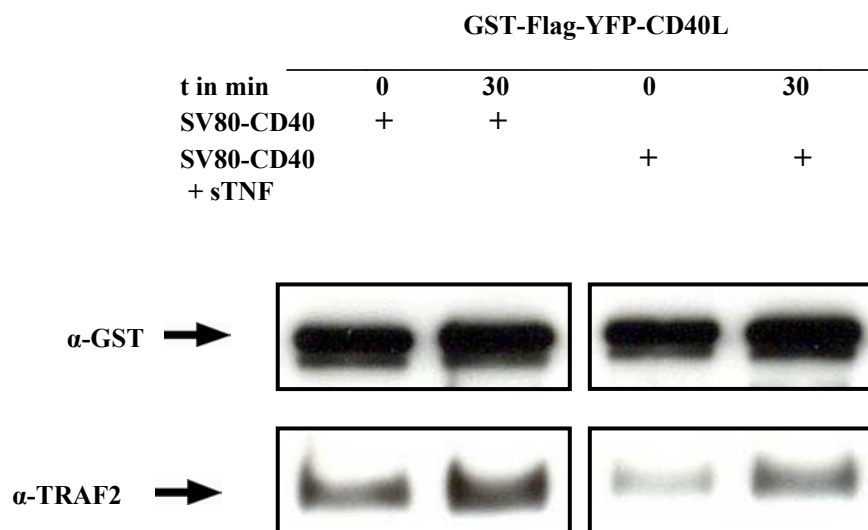 GST-Flag-YFP-CD40L
t in min 0 30 0 30
SV80-CD40 + +
SV80-CD40 + +
+ sTNF
α-GST
α-TRAF2